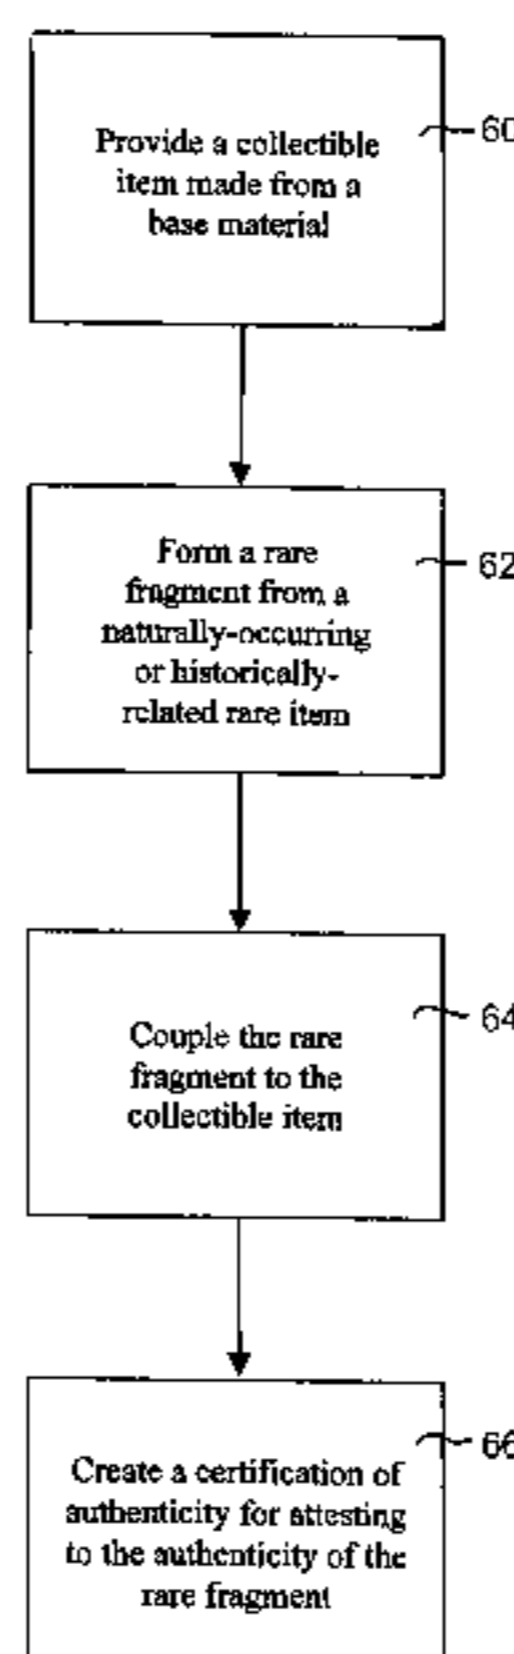 Provide a collectible
item made from a
base material
60
Form a rare
fragment from a
naturally-occurring
or historically-
related rare item
62
Couple the rare
fragment to the
collectible item
64
Create a certification of
authenticity for attesting
to the authenticity of the
rare fragment
66